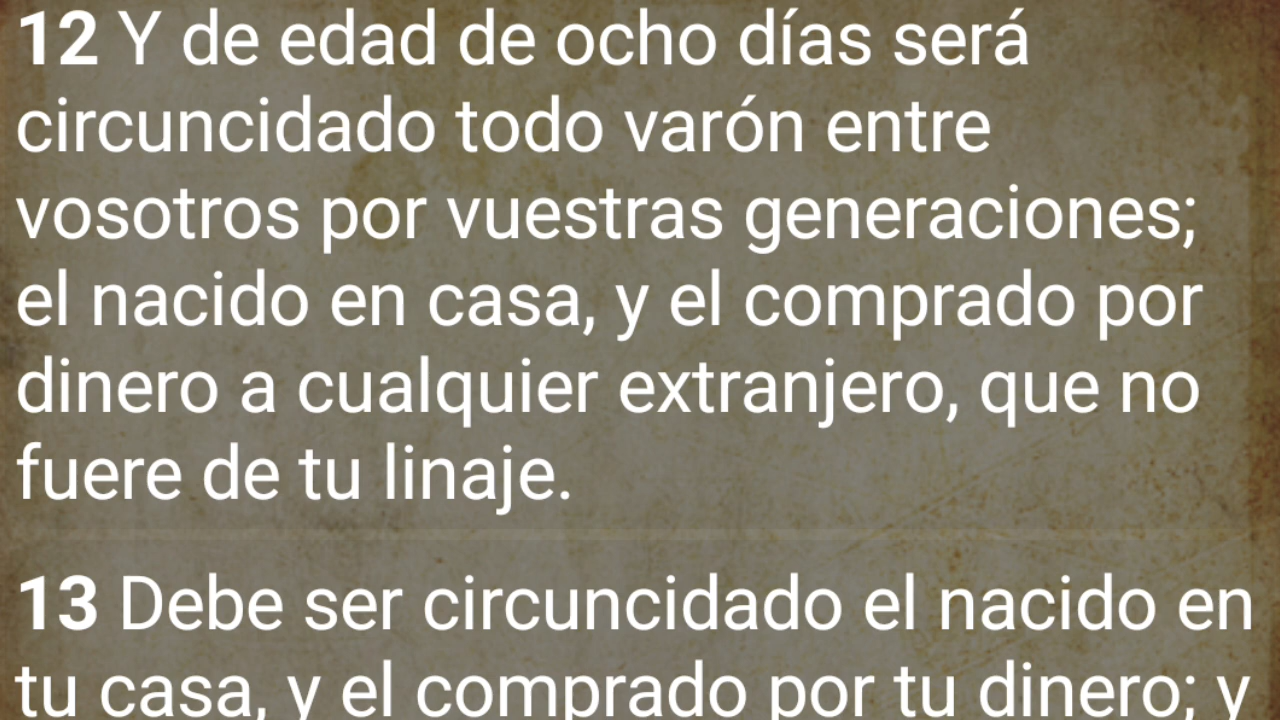 12 Y de edad de ocho días será
circuncidado todo varón entre
vosotros por vuestras generaciones;
el nacido en casa, y el comprado por
dinero a cualquier extranjero, que no
fuere de tu linaje.
13 Debe ser circuncidado el nacido en
tu casa, y el comprado por tu dinero; y